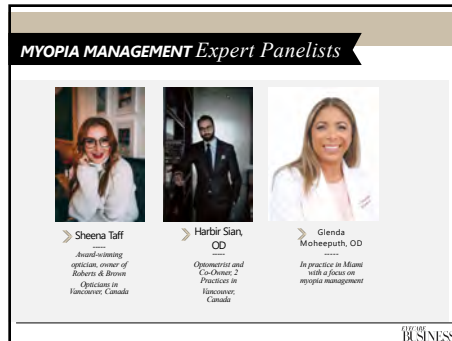 MYOPIA MANAGEMENT Expert Panelists
Sheena Taff
-----
Award-winning
optician, owner of
Roberts & Brown
Opticians in
Vancouver, Canada
Harbir Sian,
OD
-----
Optometrist and
Co-Owner, 2
Practices in
Vancouver,
Canada
Glenda
Moheeputh, OD
-----
In practice in Miami
with a focus on
myopia management
EYECARE
BUSINESS